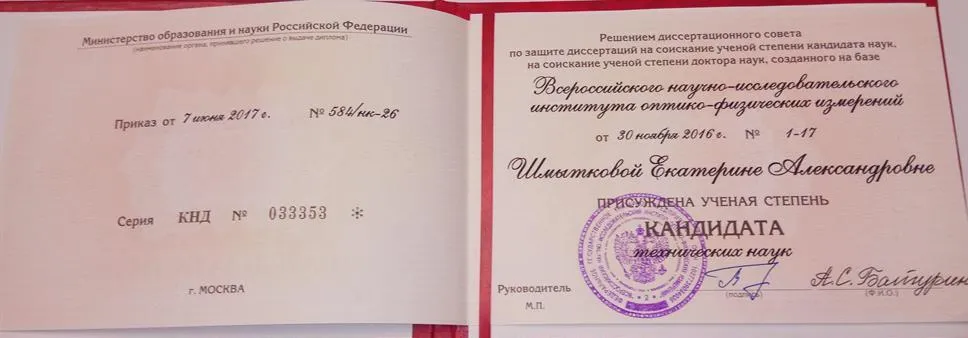 Министерство образования и науки Российской Федерации
(наименование органа, принявшего решение о выдаче диплома)
Приказ от 7 июня 2017 г. № 584/нк-26
Серия КНД № 033353 *
г. МОСКВА
Решением диссертационного совета
по защите диссертаций на соискание ученой степени кандидата наук,
на соискание ученой степени доктора наук, созданного на базе
Всероссийского научно-исследовательского
института оптико-физических измерений
от 30 ноября 2016 г. № 1-17
Шмытковой Екатерине Александровне
ПРИСУЖДЕНА УЧЕНАЯ СТЕПЕНЬ
КАНДИДАТА
технических наук
Руководитель
М.П.
(подпись)
А.С. Батурин
(Ф.И.О.)